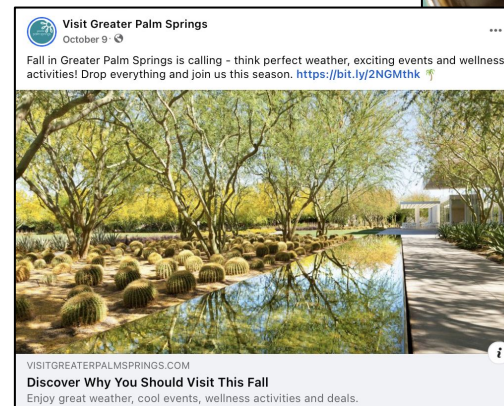 Visit Greater Palm Springs
October 9 ·
Fall in Greater Palm Springs is calling - think perfect weather, exciting events and wellness
activities! Drop everything and join us this season. https://bit.ly/2NGMthk 🌴
VISITGREATERPALMSPRINGS.COM
Discover Why You Should Visit This Fall
Enjoy great weather, cool events, wellness activities and deals.